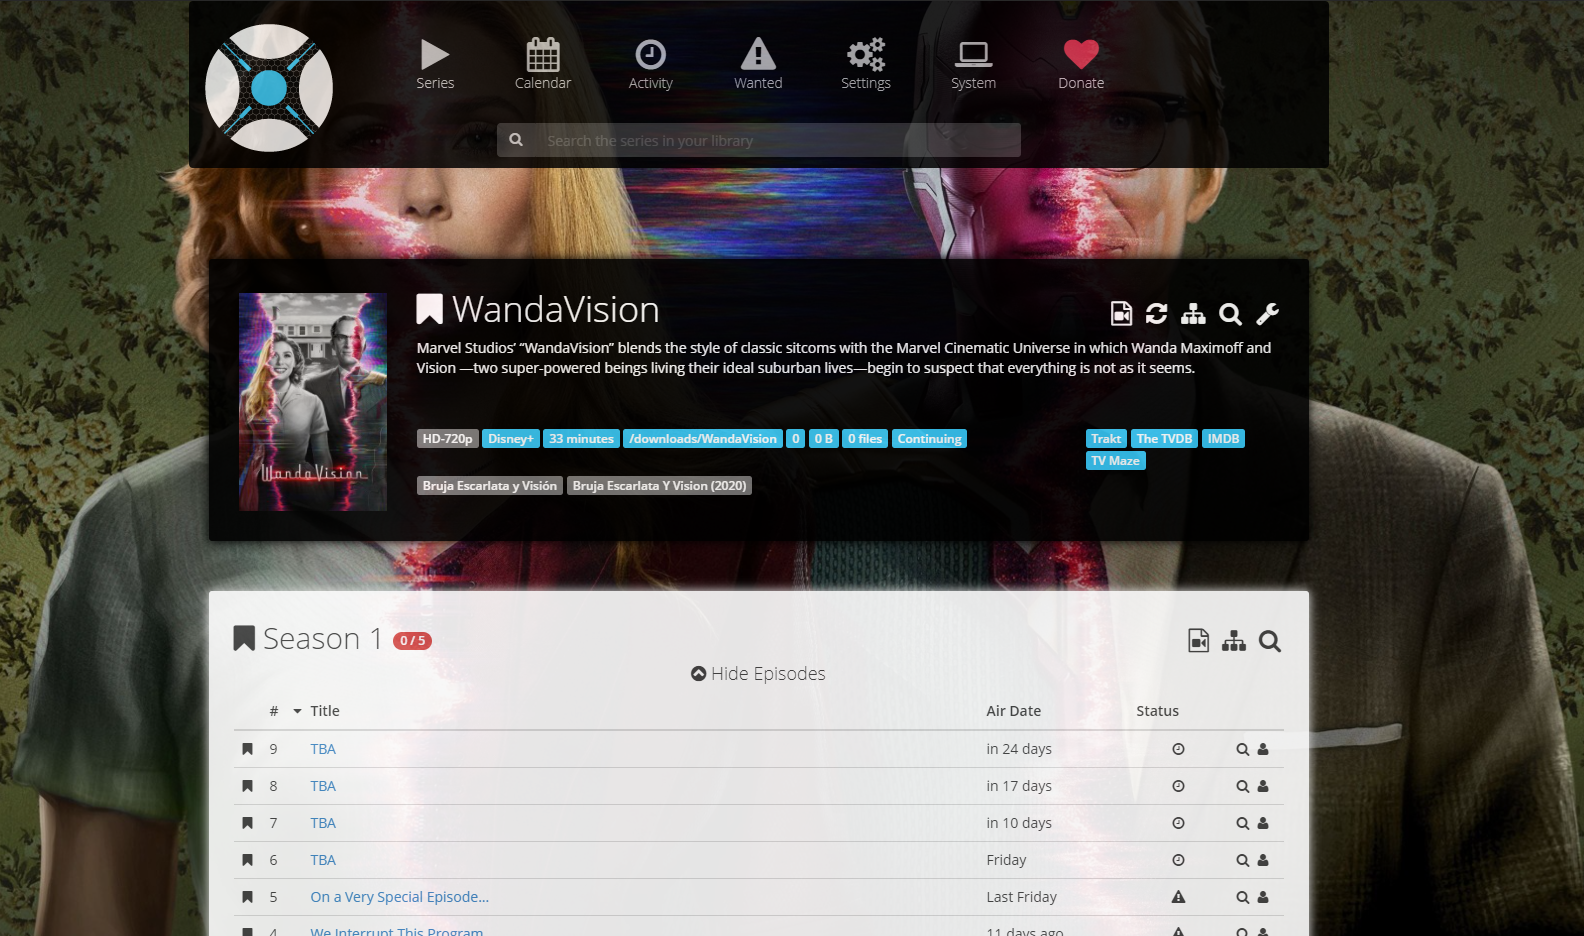 Series Calendar Activity Wanted Settings System Donate
Search the series in your library
WandaVision
Marvel Studios’ “WandaVision” blends the style of classic sitcoms with the Marvel Cinematic Universe in which Wanda Maximoff and
Vision —two super-powered beings living their ideal suburban lives—begin to suspect that everything is not as it seems.
WandaVision
HD-720p Disney+ 33 minutes /downloads/WandaVision 0 0 B 0 files Continuing
Trakt The TVDB IMDB
TV Maze
Bruja Escarlata y Visión Bruja Escarlata Y Vision (2020)
Season 1 0 / 5
Hide Episodes
# Title Air Date Status
9 TBA in 24 days
8 TBA in 17 days
7 TBA in 10 days
6 TBA Friday
5 On a Very Special Episode... Last Friday
4 We Interrupt This Program 11 days ago